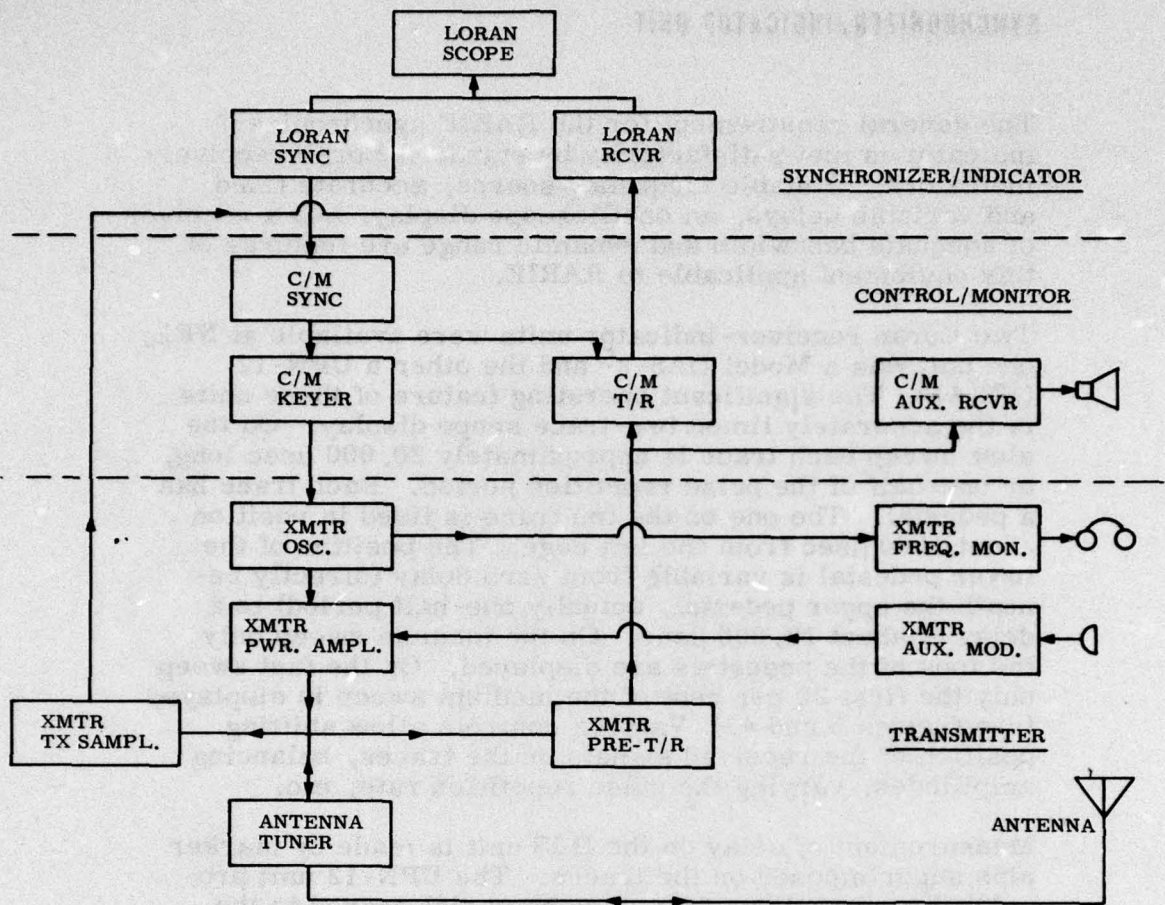 LORAN
SCOPE
LORAN
SYNC
LORAN
RCVR
SYNCHRONIZER/INDICATOR
C/M
SYNC
CONTROL/MONITOR
C/M
KEYER
C/M
T/R
C/M
AUX. RCVR
XMTR
OSC.
XMTR
FREQ. MON.
XMTR
PWR. AMPL.
XMTR
AUX. MOD.
XMTR
TX SAMPL.
XMTR
PRE-T/R
TRANSMITTER
ANTENNA
TUNER
ANTENNA